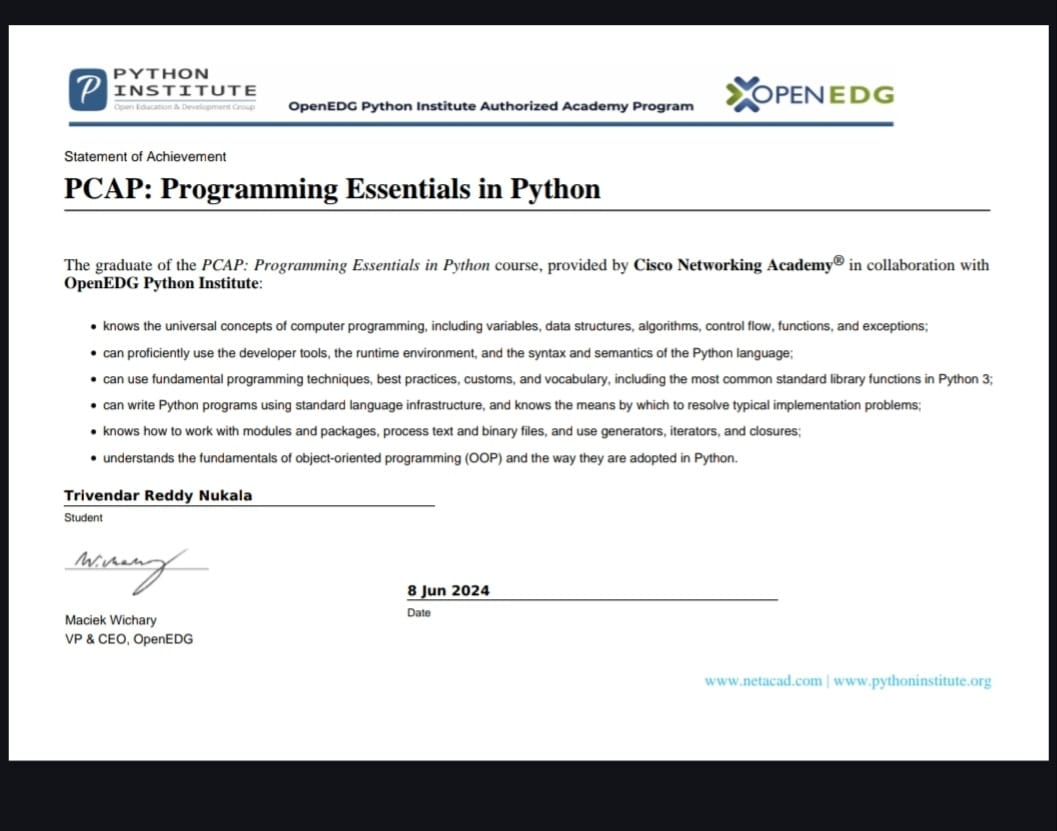 PYTHON
INSTITUTE
Open Education & Development Group
OpenEDG Python Institute Authorized Academy Program
OPENEDG
Statement of Achievement
PCAP: Programming Essentials in Python
The graduate of the PCAP: Programming Essentials in Python course, provided by Cisco Networking Academy® in collaboration with
OpenEDG Python Institute:
• knows the universal concepts of computer programming, including variables, data structures, algorithms, control flow, functions, and exceptions;
• can proficiently use the developer tools, the runtime environment, and the syntax and semantics of the Python language;
• can use fundamental programming techniques, best practices, customs, and vocabulary, including the most common standard library functions in Python 3;
• can write Python programs using standard language infrastructure, and knows the means by which to resolve typical implementation problems;
• knows how to work with modules and packages, process text and binary files, and use generators, iterators, and closures;
• understands the fundamentals of object-oriented programming (OOP) and the way they are adopted in Python.
Trivendar Reddy Nukala
Student
8 Jun 2024
Date
Maciek Wichary
VP & CEO, OpenEDG
www.netacad.com | www.pythoninstitute.org